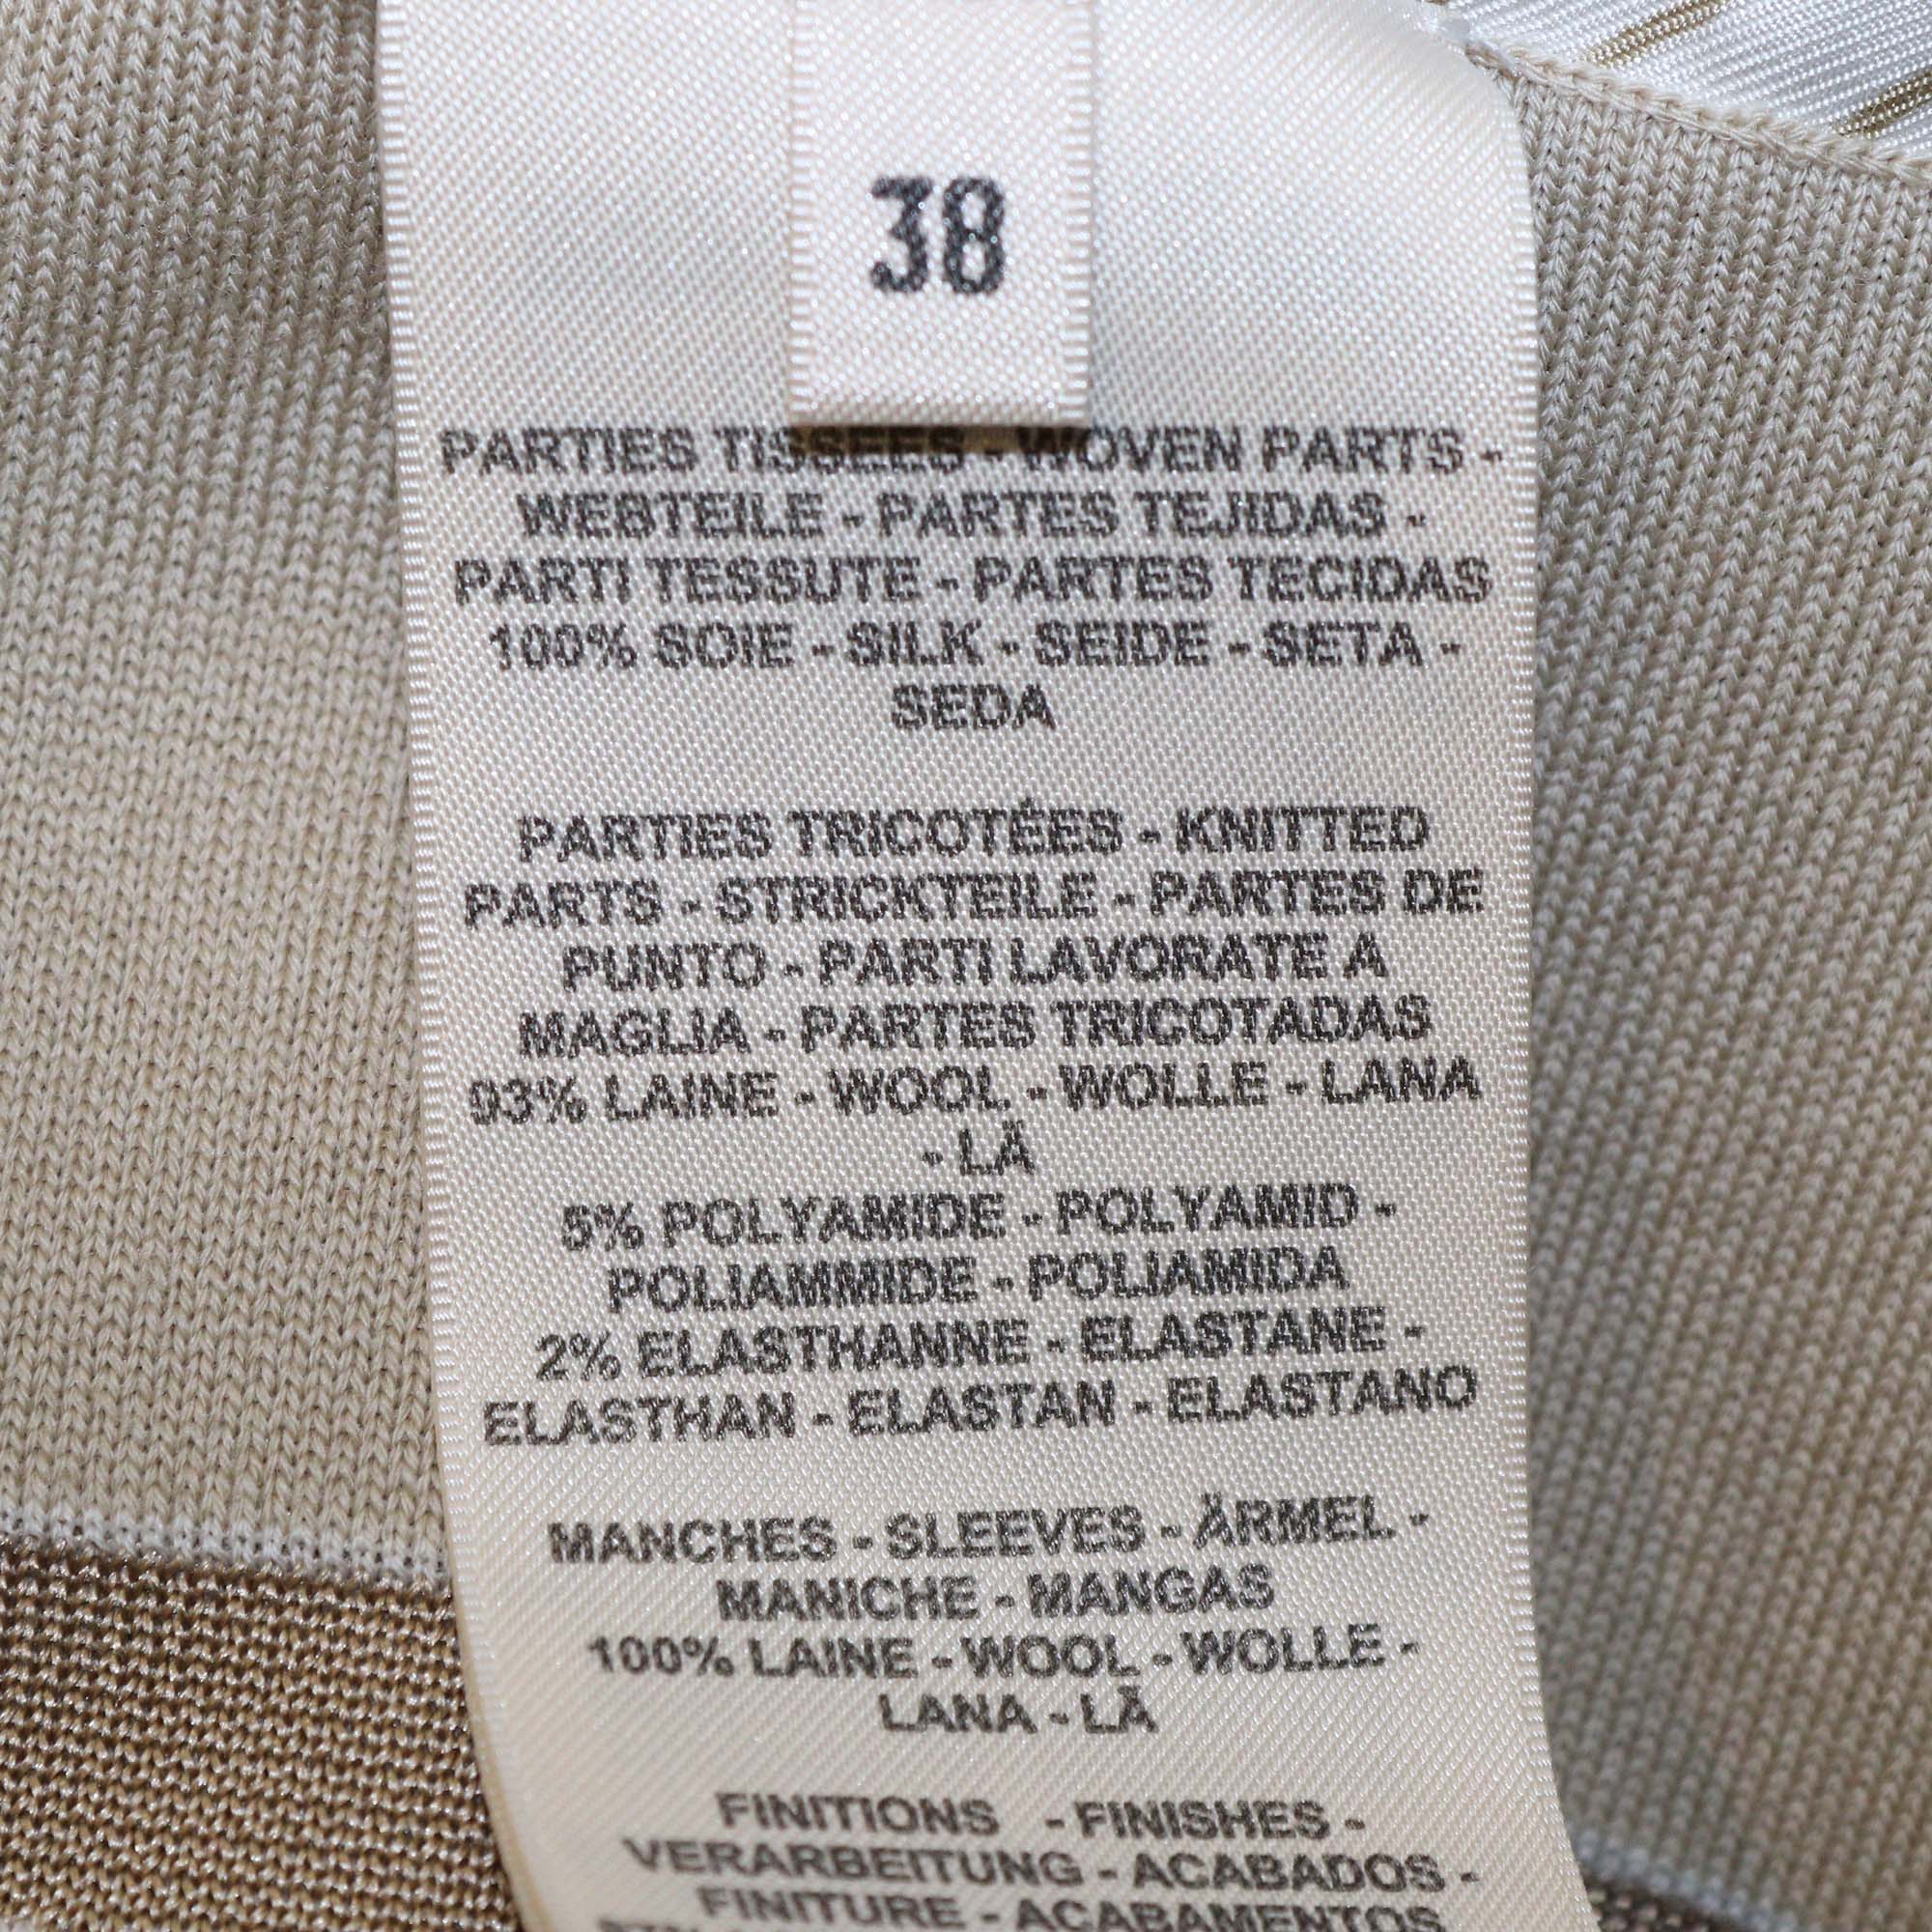 38
PARTIES TISSÉES - WOVEN PARTS -
WEBTEILE - PARTES TEJIDAS -
PARTI TESSUTE - PARTES TECIDAS
100% SOIE - SILK - SEIDE - SETA -
SEDA
PARTIES TRICOTÉES - KNITTED
PARTS - STRICKTEILE - PARTES DE
PUNTO - PARTI LAVORATE A
MAGLIA - PARTES TRICOTADAS
93% LAINE - WOOL - WOLLE - LANA
- LÃ
5% POLYAMIDE - POLYAMID -
POLIAMMIDE - POLIAMIDA
2% ELASTHANNE - ELASTANE -
ELASTHAN - ELASTAN - ELASTANO
MANCHES - SLEEVES - ÄRMEL -
MANICHE - MANGAS
100% LAINE - WOOL - WOLLE -
LANA - LÃ
FINITIONS - FINISHES -
VERARBEITUNG - ACABADOS -
FINITURE - ACABAMENTOS